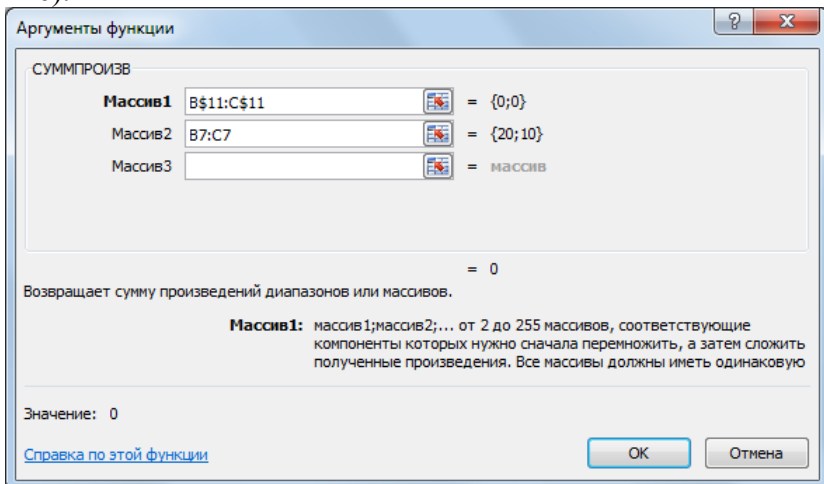 Аргументы функции
СУММПРОИЗВ
Массив1 B$11:C$11 = {0;0}
Массив2 B7:C7 = {20;10}
Массив3 = массив
= 0
Возвращает сумму произведений диапазонов или массивов.
Массив1: массив1;массив2;... от 2 до 255 массивов, соответствующие
компоненты которых нужно сначала перемножить, а затем сложить
полученные произведения. Все массивы должны иметь одинаковую
Значение: 0
Справка по этой функции
ОК Отмена